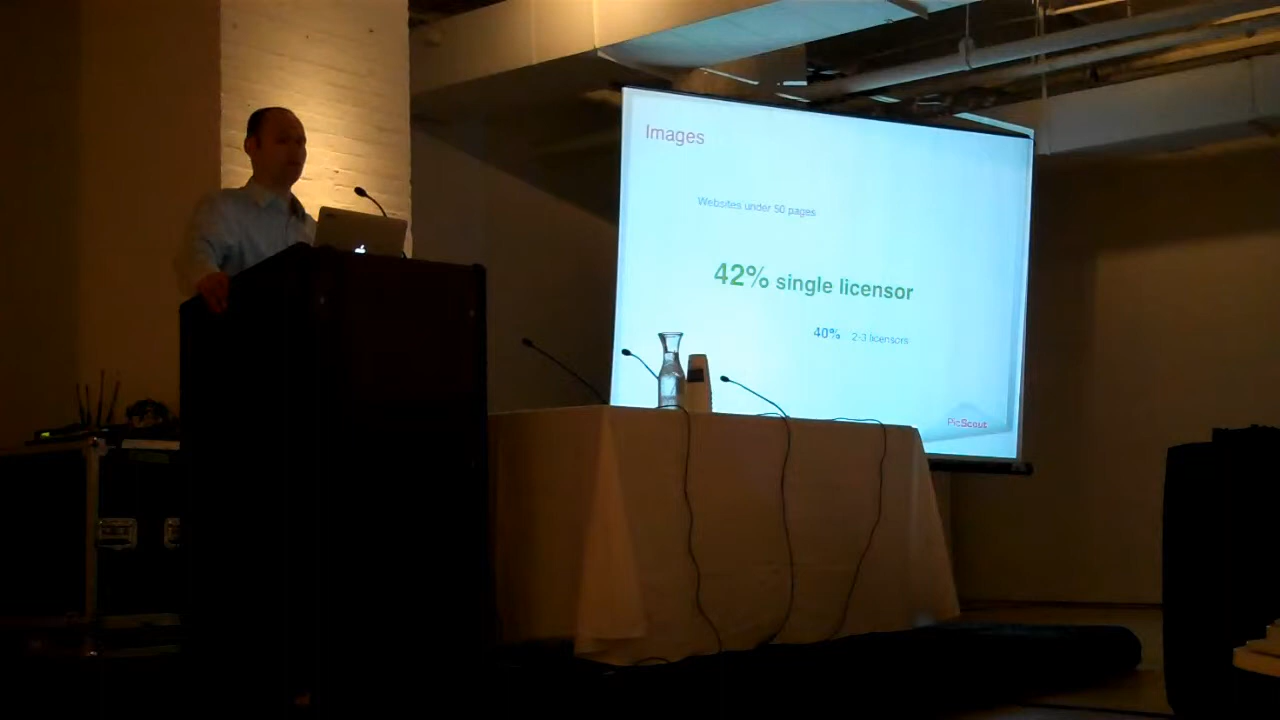 Images
Websites under 50 pages
42% single licensor
40% 2-3 licensors
PicScout